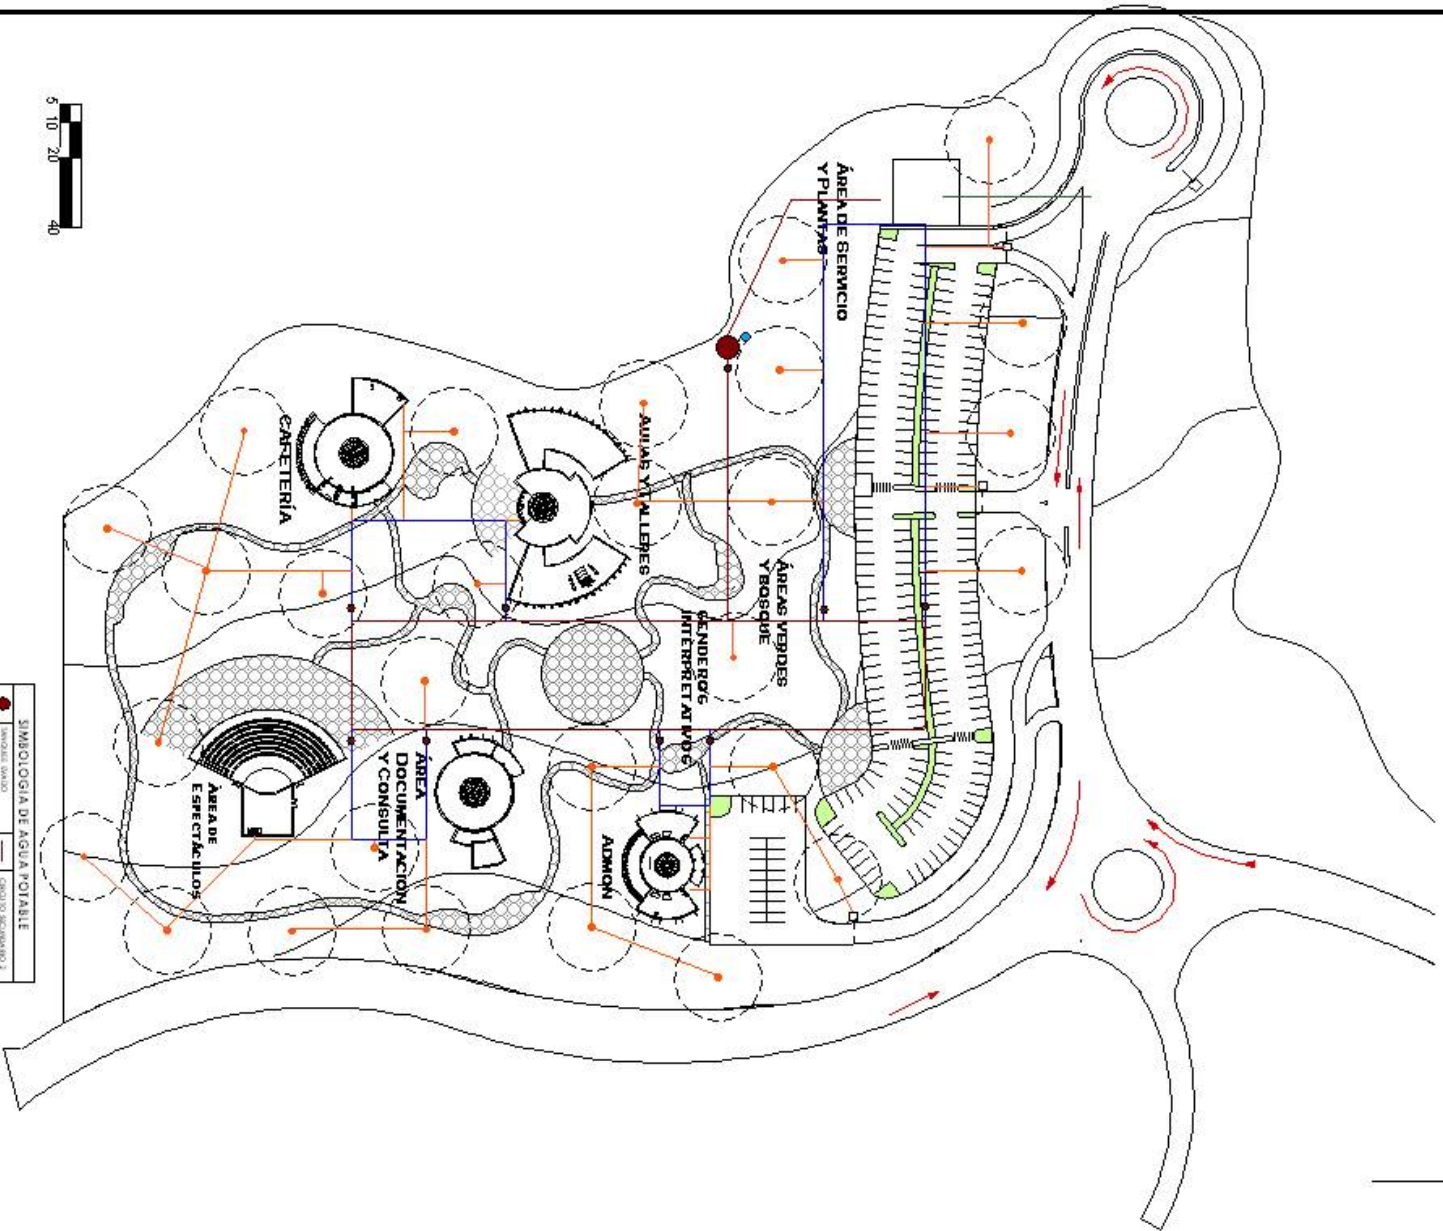 5 10 20 40
ÁREA DE SERVICIO
Y PLANTAS
CAFETERÍA
AULAS Y TALLERES
ÁREAS VERDES
Y BOSQUE
SENDEROS
INTERPRETATIVOS
ÁREA
DOCUMENTACIÓN
Y CONSULTA
ÁREA DE
ESPECTÁCULOS
ADMON
SIMBOLOGIA DE AGUA POTABLE